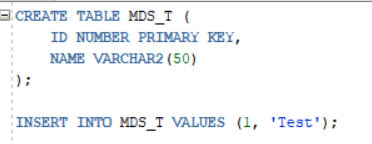 CREATE TABLE MDS_T (
    ID NUMBER PRIMARY KEY,
    NAME VARCHAR2(50)
);

INSERT INTO MDS_T VALUES (1, 'Test');